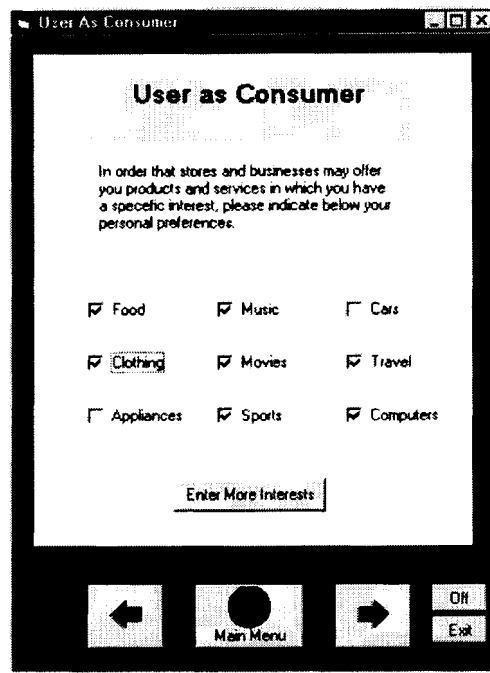 User As Consumer
User as Consumer
In order that stores and businesses may offer
you products and services in which you have
a specefic interest, please indicate below your
personal preferences.
Food Music Cars
Clothing Movies Travel
Appliances Sports Computers
Enter More Interests
Off
Main Menu
Exit